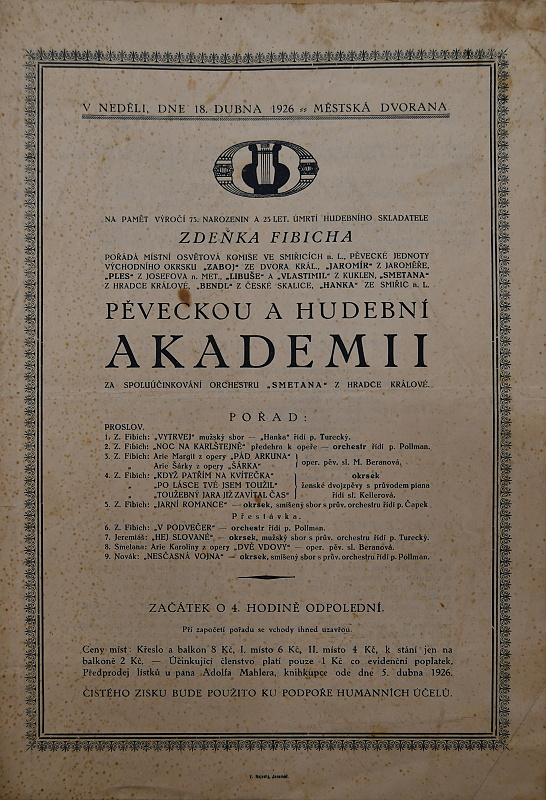 V NEDĚLI, DNE 18. DUBNA 1926 MĚSTSKÁ DVORANA
NA PAMĚT VÝROČÍ 75. NAROZENIN A 25 LET. ÚMRTÍ HUDEBNÍHO SKLADATELE
ZDEŇKA FIBICHA
POŘÁDÁ MÍSTNÍ OSVĚTOVÁ KOMISE VE SMIŘICÍCH n. L., PĚVECKÉ JEDNOTY
VÝCHODNÍHO OKRSKU „ZÁBOJ“ ZE DVORA KRÁL., „JAROMÍR“ Z JAROMĚŘE,
„PLES“ Z JOSEFOVA n. MET., „LIBUŠE“ A „VLASTIMIL“ Z KUKLEN, „SMETANA“
Z HRADCE KRÁLOVÉ, „BENDL“ Z ČESKÉ SKALICE, „HANKA“ ZE SMIŘIC n. L.
PĚVECKOU A HUDEBNÍ
AKADEMII
ZA SPOLUÚČINKOVÁNÍ ORCHESTRU „SMETANA“ Z HRADCE KRÁLOVÉ.
POŘAD:
PROSLOV.
1. Z. Fibich: „VYTRVEJ“ mužský sbor — „Hanka“ řídí p. Turecký.
2. Z. Fibich: „NOC NA KARLŠTEJNĚ“ předehra k opeře — orchestr řídí p. Pollman.
3. Z. Fibich: Arie Margit z opery „PÁD ARKUNA“
„ Arie Šárky z opery „ŠÁRKA“ oper. pěv. sl. M. Beranová,
4. Z. Fibich: „KDYŽ PATŘÍM NA KVÍTEČKA“ okrsek
„ „PO LÁSCE TVÉ JSEM TOUŽIL“ ženské dvojzpěvy s průvodem piana
„ „TOUŽEBNÝ JARA JIŽ ZAVÍTAL ČAS“ řídí sl. Kellerová.
5. Z. Fibich: „JARNÍ ROMANCE“ — okrsek, smíšený sbor s prův. orchestru řídí p. Čapek
Přestávka.
6. Z. Fibich: „V PODVEČER“ — orchestr řídí p. Pollman.
7. Jeremiáš: „HEJ SLOVANÉ“ — okrsek, mužský sbor s prův. orchestru řídí p. Turecký.
8. Smetana: Arie Karoliny z opery „DVĚ VDOVY“ — oper. pěv. sl. Beranová.
9. Novák: „NEŠČASNÁ VOJNA“ — okrsek, smíšený sbor s prův. orchestru řídí p. Pollman.
ZAČÁTEK O 4. HODINĚ ODPOLEDNÍ.
Při započetí pořadu se vchody ihned uzavřou.
Ceny míst: Křeslo a balkon 8 Kč, I. místo 6 Kč, II. místo 4 Kč, k stání jen na
balkoně 2 Kč, — Účinkující členstvo platí pouze 1 Kč co evidenční poplatek,
Předprodej lístků u pana Adolfa Mahlera, knihkupce ode dne 5. dubna 1926.
ČISTÉHO ZISKU BUDE POUŽITO KU PODPOŘE HUMANNÍCH ÚČELŮ.